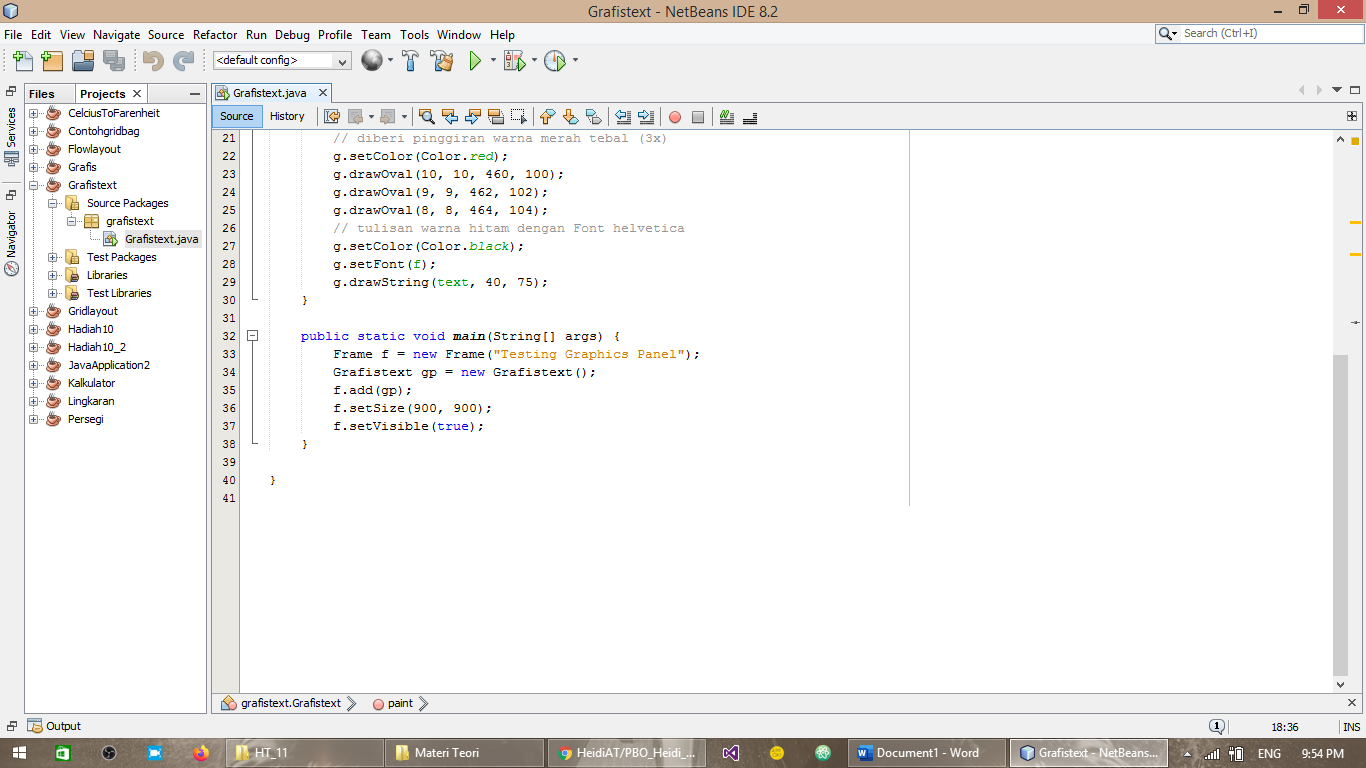 Grafistext - NetBeans IDE 8.2
File Edit View Navigate Source Refactor Run Debug Profile Team Tools Window Help
Search (Ctrl+I)
<default config>
Files Projects
Services
Navigator
CelciusToFarenheit
Contohgridbag
Flowlayout
Grafis
Grafistext
Source Packages
grafistext
Grafistext.java
Test Packages
Libraries
Test Libraries
Gridlayout
Hadiah10
Hadiah10_2
JavaApplication2
Kalkulator
Lingkaran
Persegi
Grafistext.java
Source History
21 // diberi pinggiran warna merah tebal (3x)
22 g.setColor(Color.red);
23 g.drawOval(10, 10, 460, 100);
24 g.drawOval(9, 9, 462, 102);
25 g.drawOval(8, 8, 464, 104);
26 // tulisan warna hitam dengan Font helvetica
27 g.setColor(Color.black);
28 g.setFont(f);
29 g.drawString(text, 40, 75);
30 }
31
32 public static void main(String[] args) {
33 Frame f = new Frame("Testing Graphics Panel");
34 Grafistext gp = new Grafistext();
35 f.add(gp);
36 f.setSize(900, 900);
37 f.setVisible(true);
38 }
39
40 }
41
grafistext.Grafistext paint
Output
1 18:36 INS
HT_11 Materi Teori HeidiAT/PBO_Heidi_... Document1 - Word Grafistext - NetBeans... ENG 9:54 PM